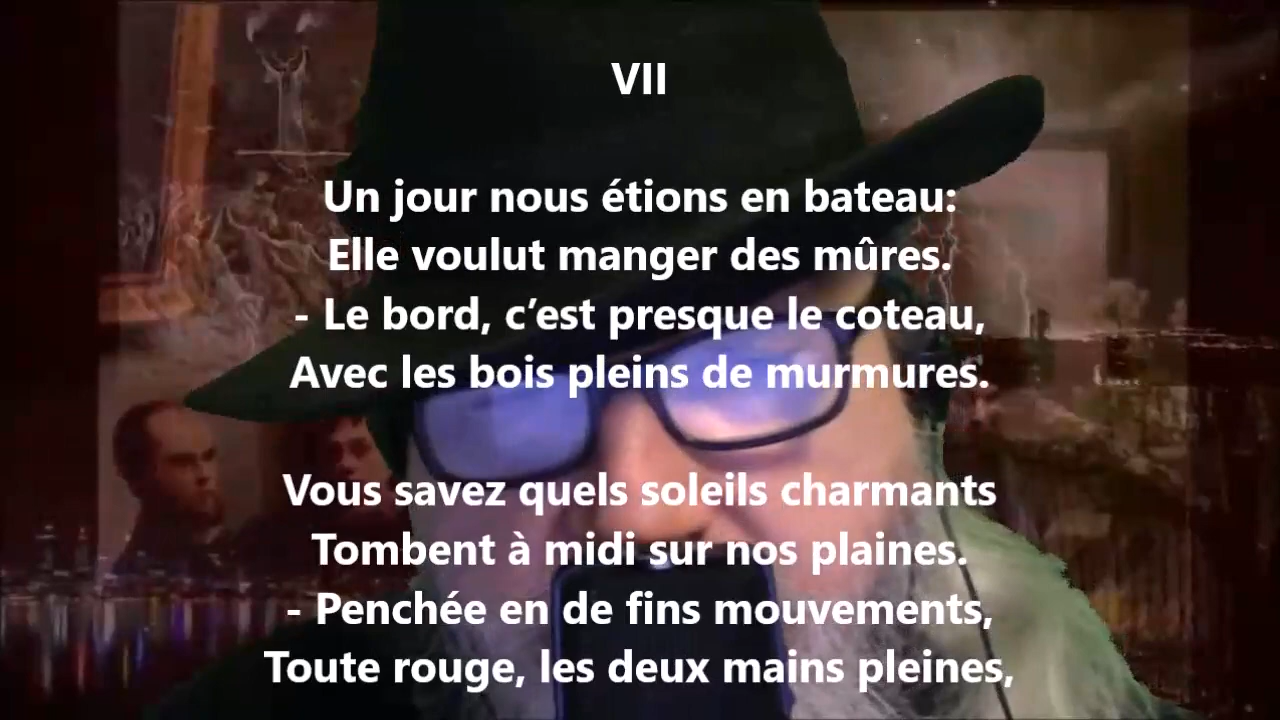 VII
Un jour nous étions en bateau:
Elle voulut manger des mûres.
- Le bord, c’est presque le coteau,
Avec les bois pleins de murmures.
Vous savez quels soleils charmants
Tombent à midi sur nos plaines.
- Penchée en de fins mouvements,
Toute rouge, les deux mains pleines,